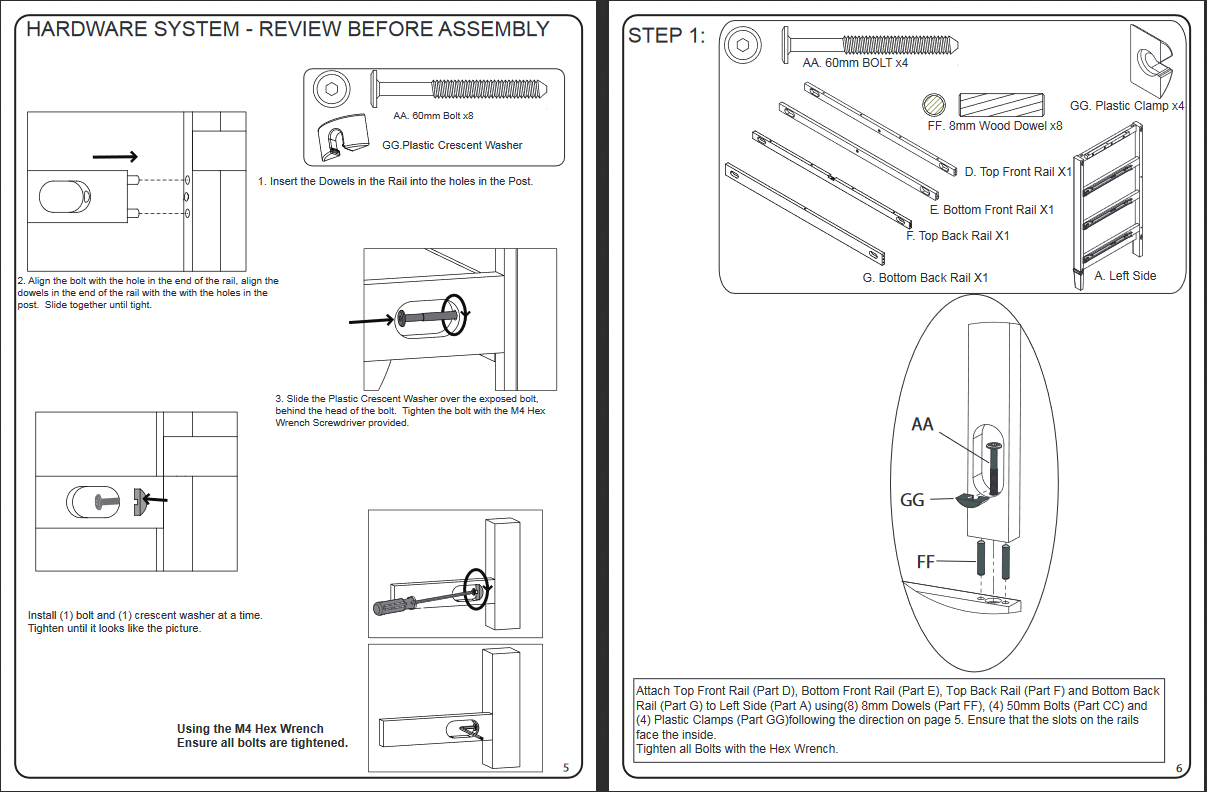 HARDWARE SYSTEM - REVIEW BEFORE ASSEMBLY
AA. 60mm Bolt x8
GG.Plastic Crescent Washer
1. Insert the Dowels in the Rail into the holes in the Post.
2. Align the bolt with the hole in the end of the rail, align the
dowels in the end of the rail with the with the holes in the
post. Slide together until tight.
3. Slide the Plastic Crescent Washer over the exposed bolt,
behind the head of the bolt. Tighten the bolt with the M4 Hex
Wrench Screwdriver provided.
Install (1) bolt and (1) crescent washer at a time.
Tighten until it looks like the picture.
Using the M4 Hex Wrench
Ensure all bolts are tightened.
5
STEP 1:
AA. 60mm BOLT x4
GG. Plastic Clamp x4
FF. 8mm Wood Dowel x8
D. Top Front Rail X1
E. Bottom Front Rail X1
F. Top Back Rail X1
G. Bottom Back Rail X1
A. Left Side
AA
GG
FF
Attach Top Front Rail (Part D), Bottom Front Rail (Part E), Top Back Rail (Part F) and Bottom Back
Rail (Part G) to Left Side (Part A) using(8) 8mm Dowels (Part FF), (4) 50mm Bolts (Part CC) and
(4) Plastic Clamps (Part GG)following the direction on page 5. Ensure that the slots on the rails
face the inside.
Tighten all Bolts with the Hex Wrench.
6